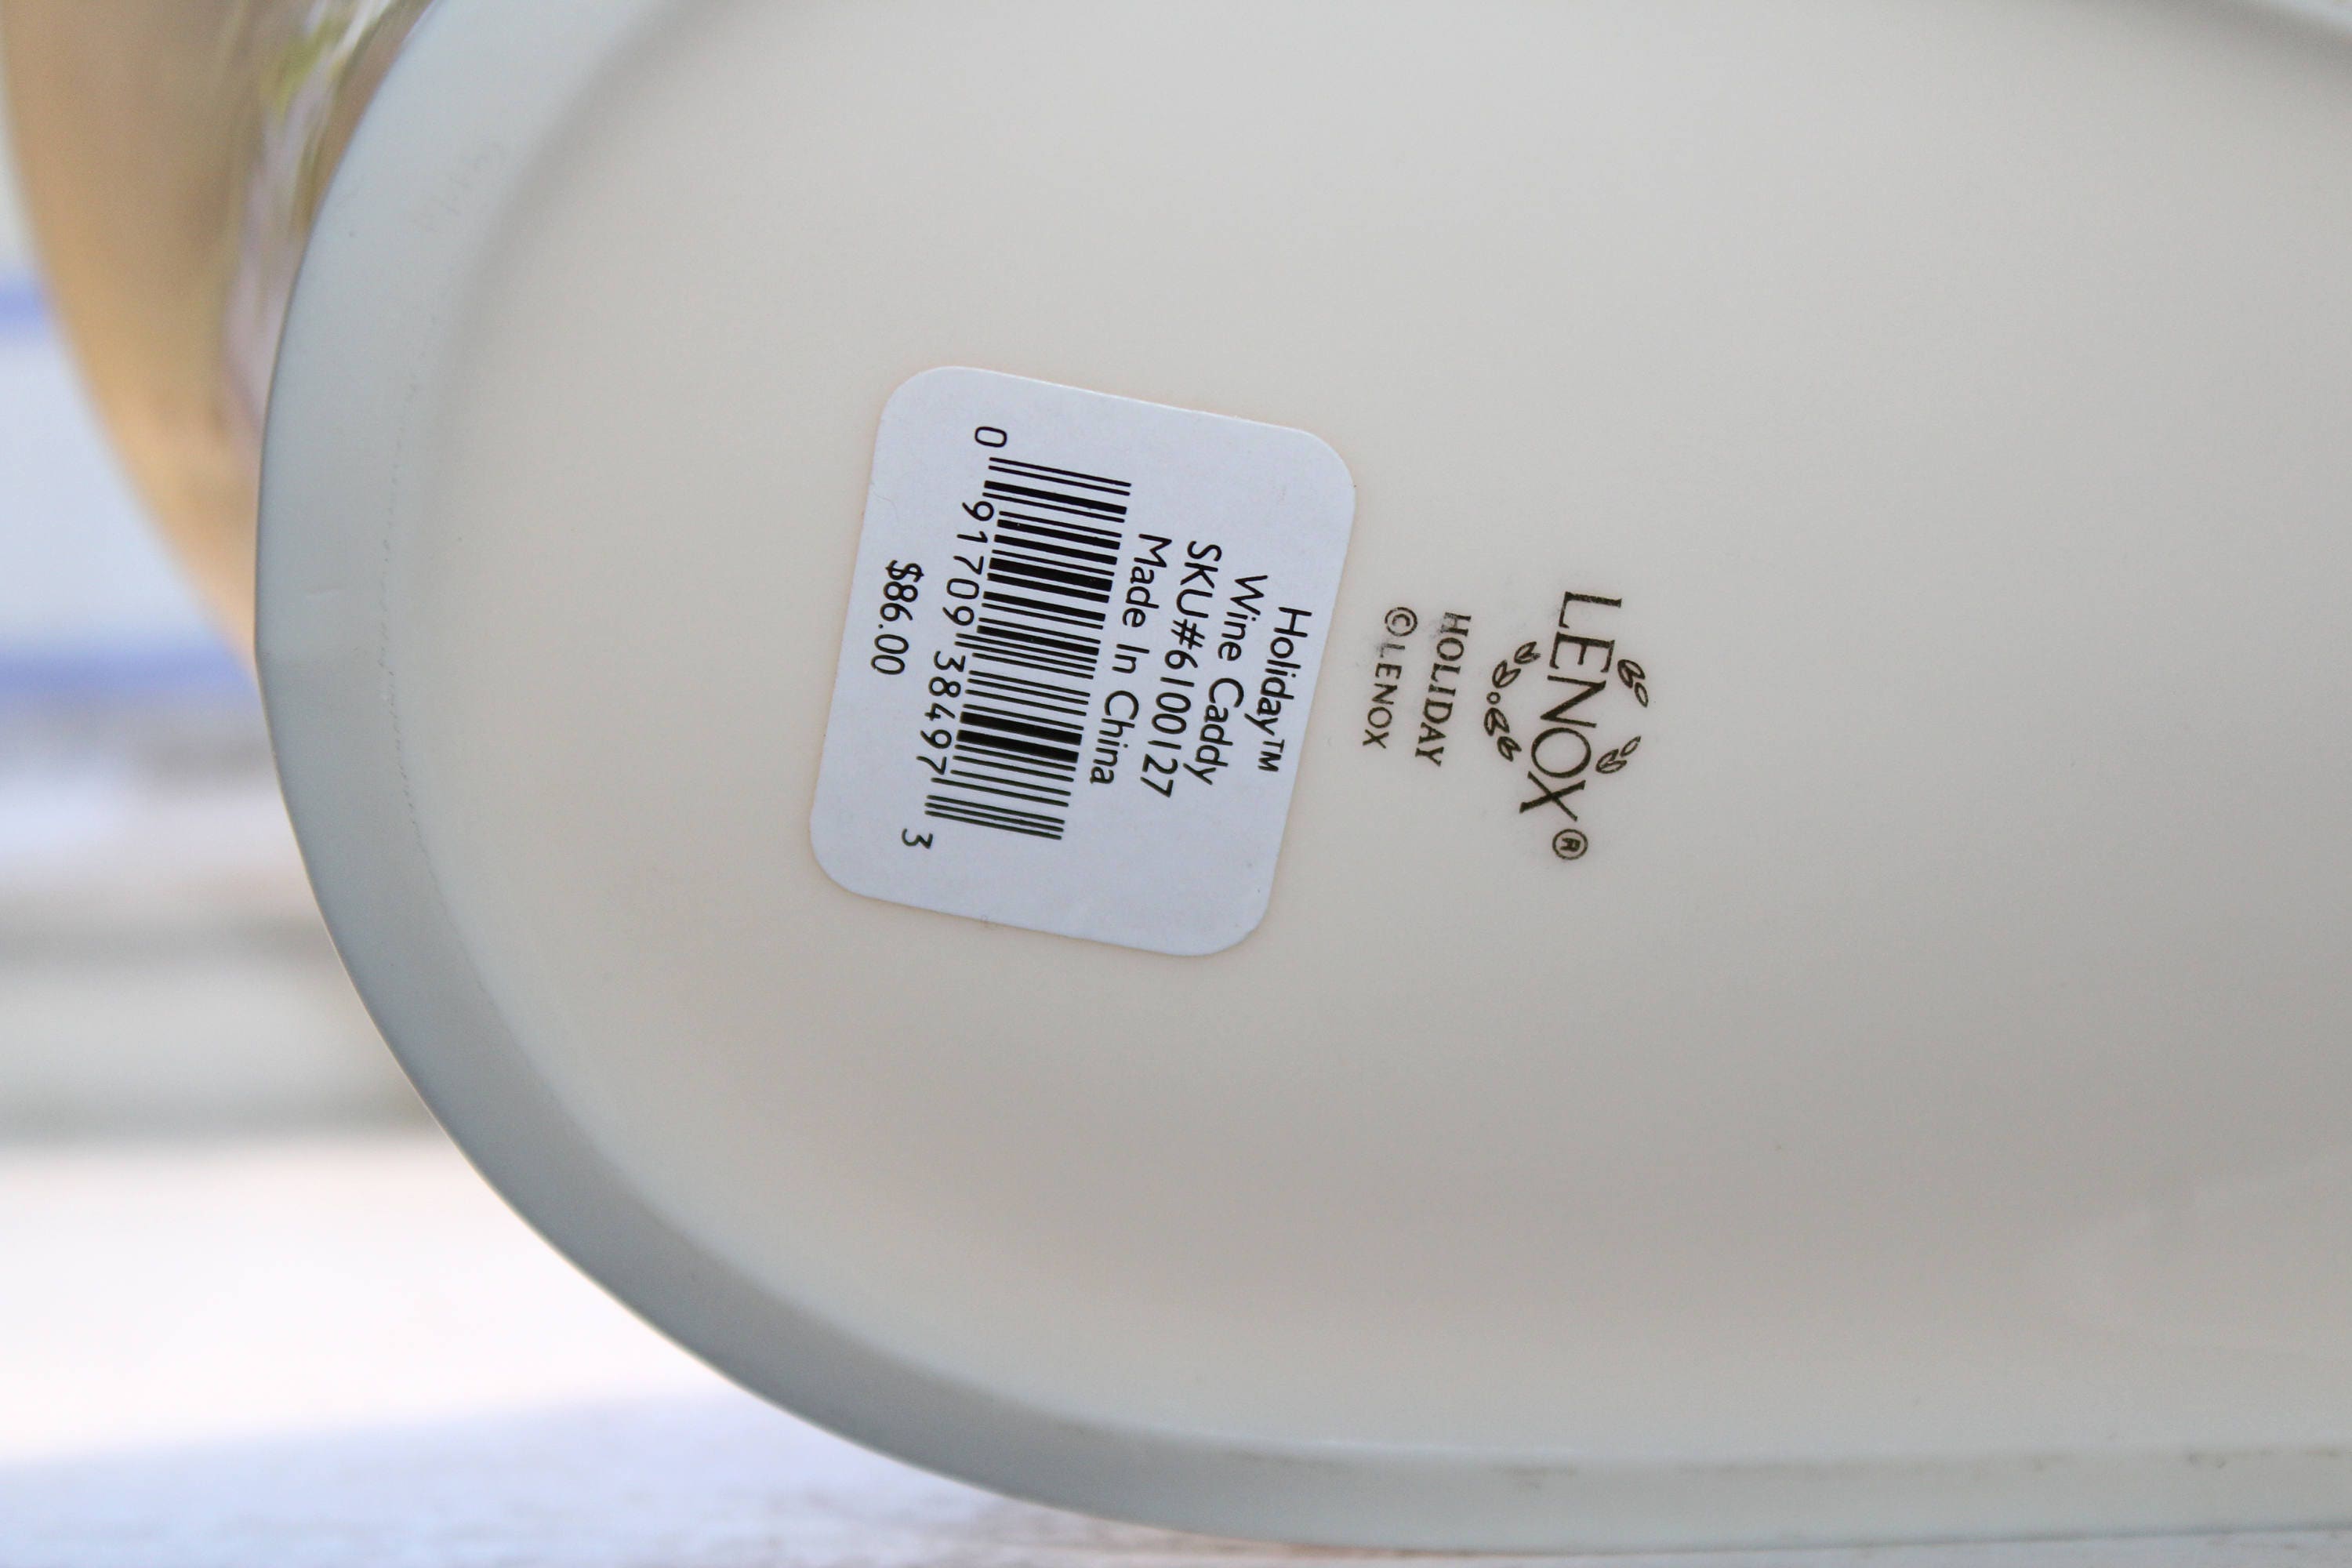 LENOX®
HOLIDAY
© LENOX
Holiday™
Wine Caddy
SKU#6100127
Made In China
0 91709 38497 3
$86.00